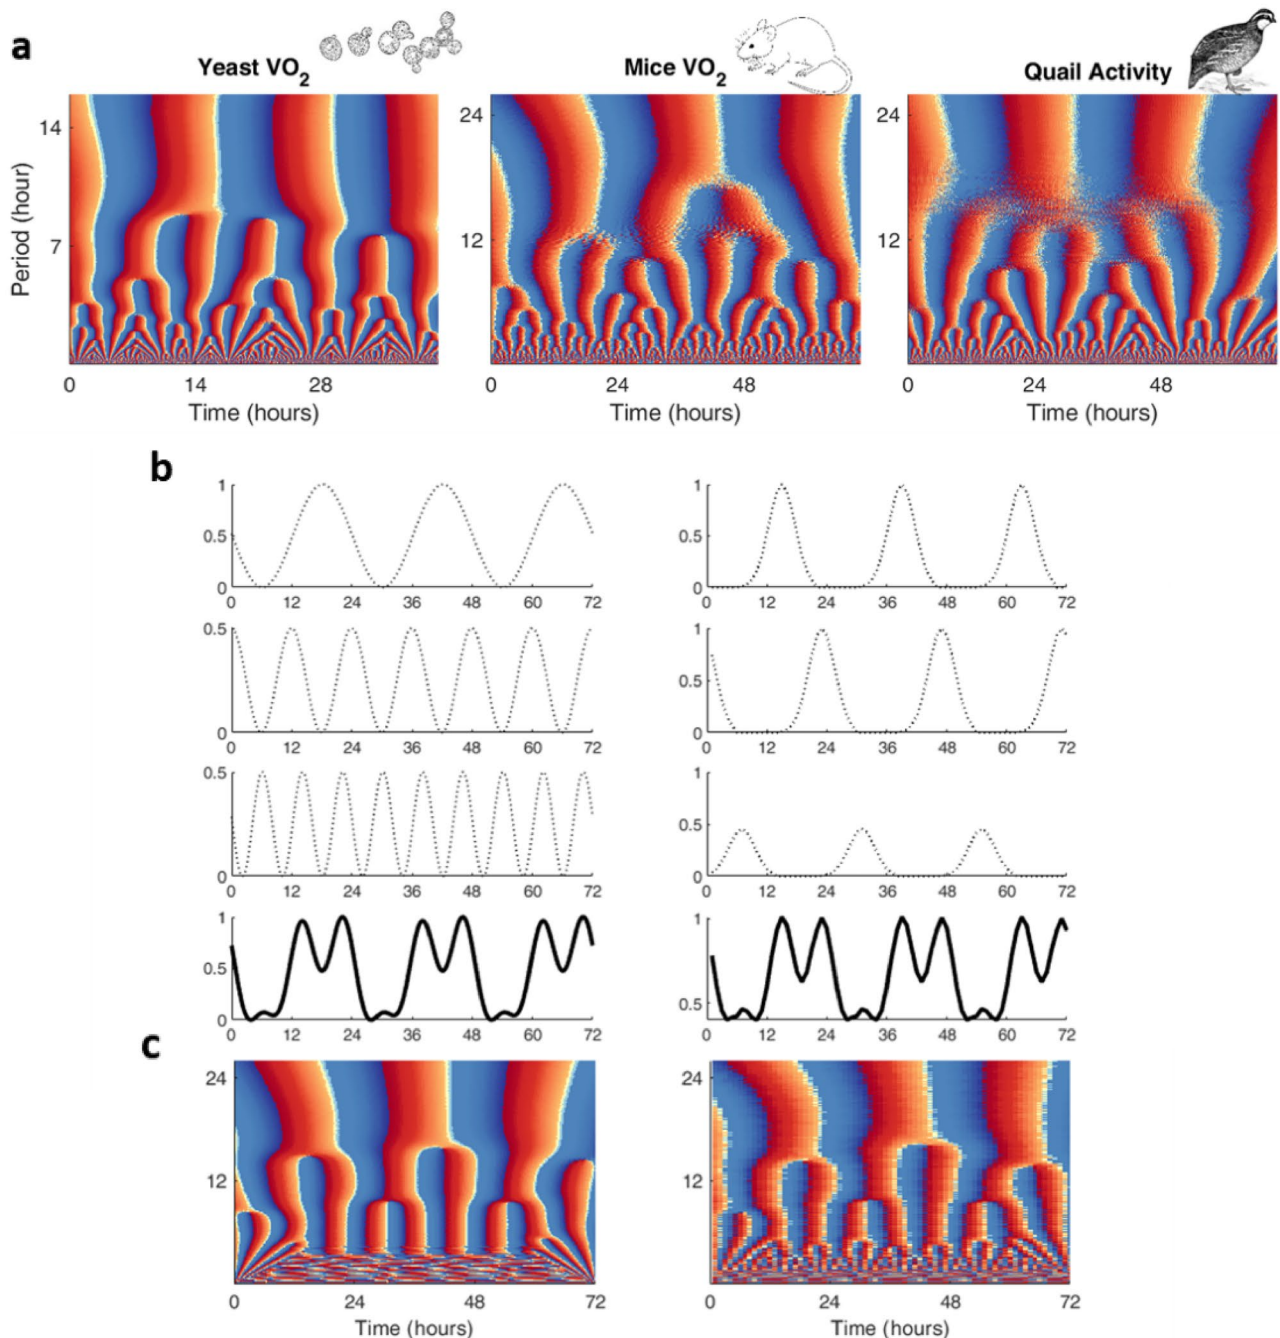 a
Yeast VO2
Mice VO2
Quail Activity
Period (hour)
14
7
0 14 28
Time (hours)
24
12
0 24 48
Time (hours)
24
12
0 24 48
Time (hours)
b
1
0.5
0
0 12 24 36 48 60 72
1
0.5
0
0 12 24 36 48 60 72
0.5
0
0 12 24 36 48 60 72
1
0.5
0
0 12 24 36 48 60 72
0.5
0
0 12 24 36 48 60 72
1
0.5
0
0 12 24 36 48 60 72
1
0.5
0
0 12 24 36 48 60 72
1
0.5
0 12 24 36 48 60 72
c
24
12
0 24 48 72
Time (hours)
24
12
0 24 48 72
Time (hours)